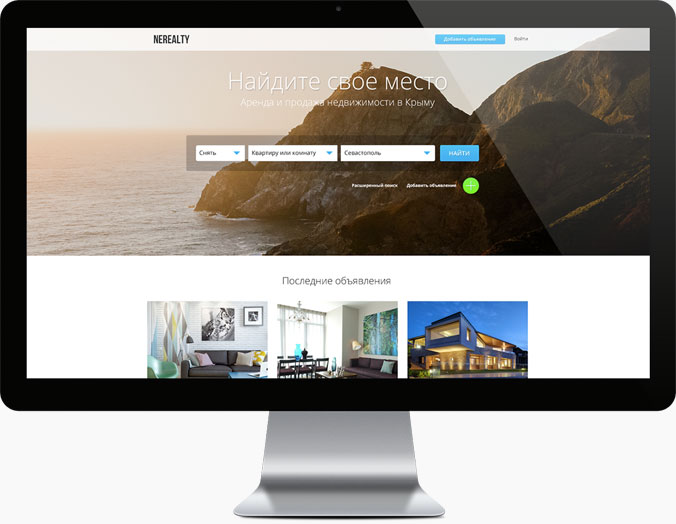 NEREALTY
Добавить объявление
Войти
Найдите свое место
Аренда и продажа недвижимости в Крыму
Снять
Квартиру или комнату
Севастополь
НАЙТИ
Расширенный поиск
Добавить объявление
Последние объявления